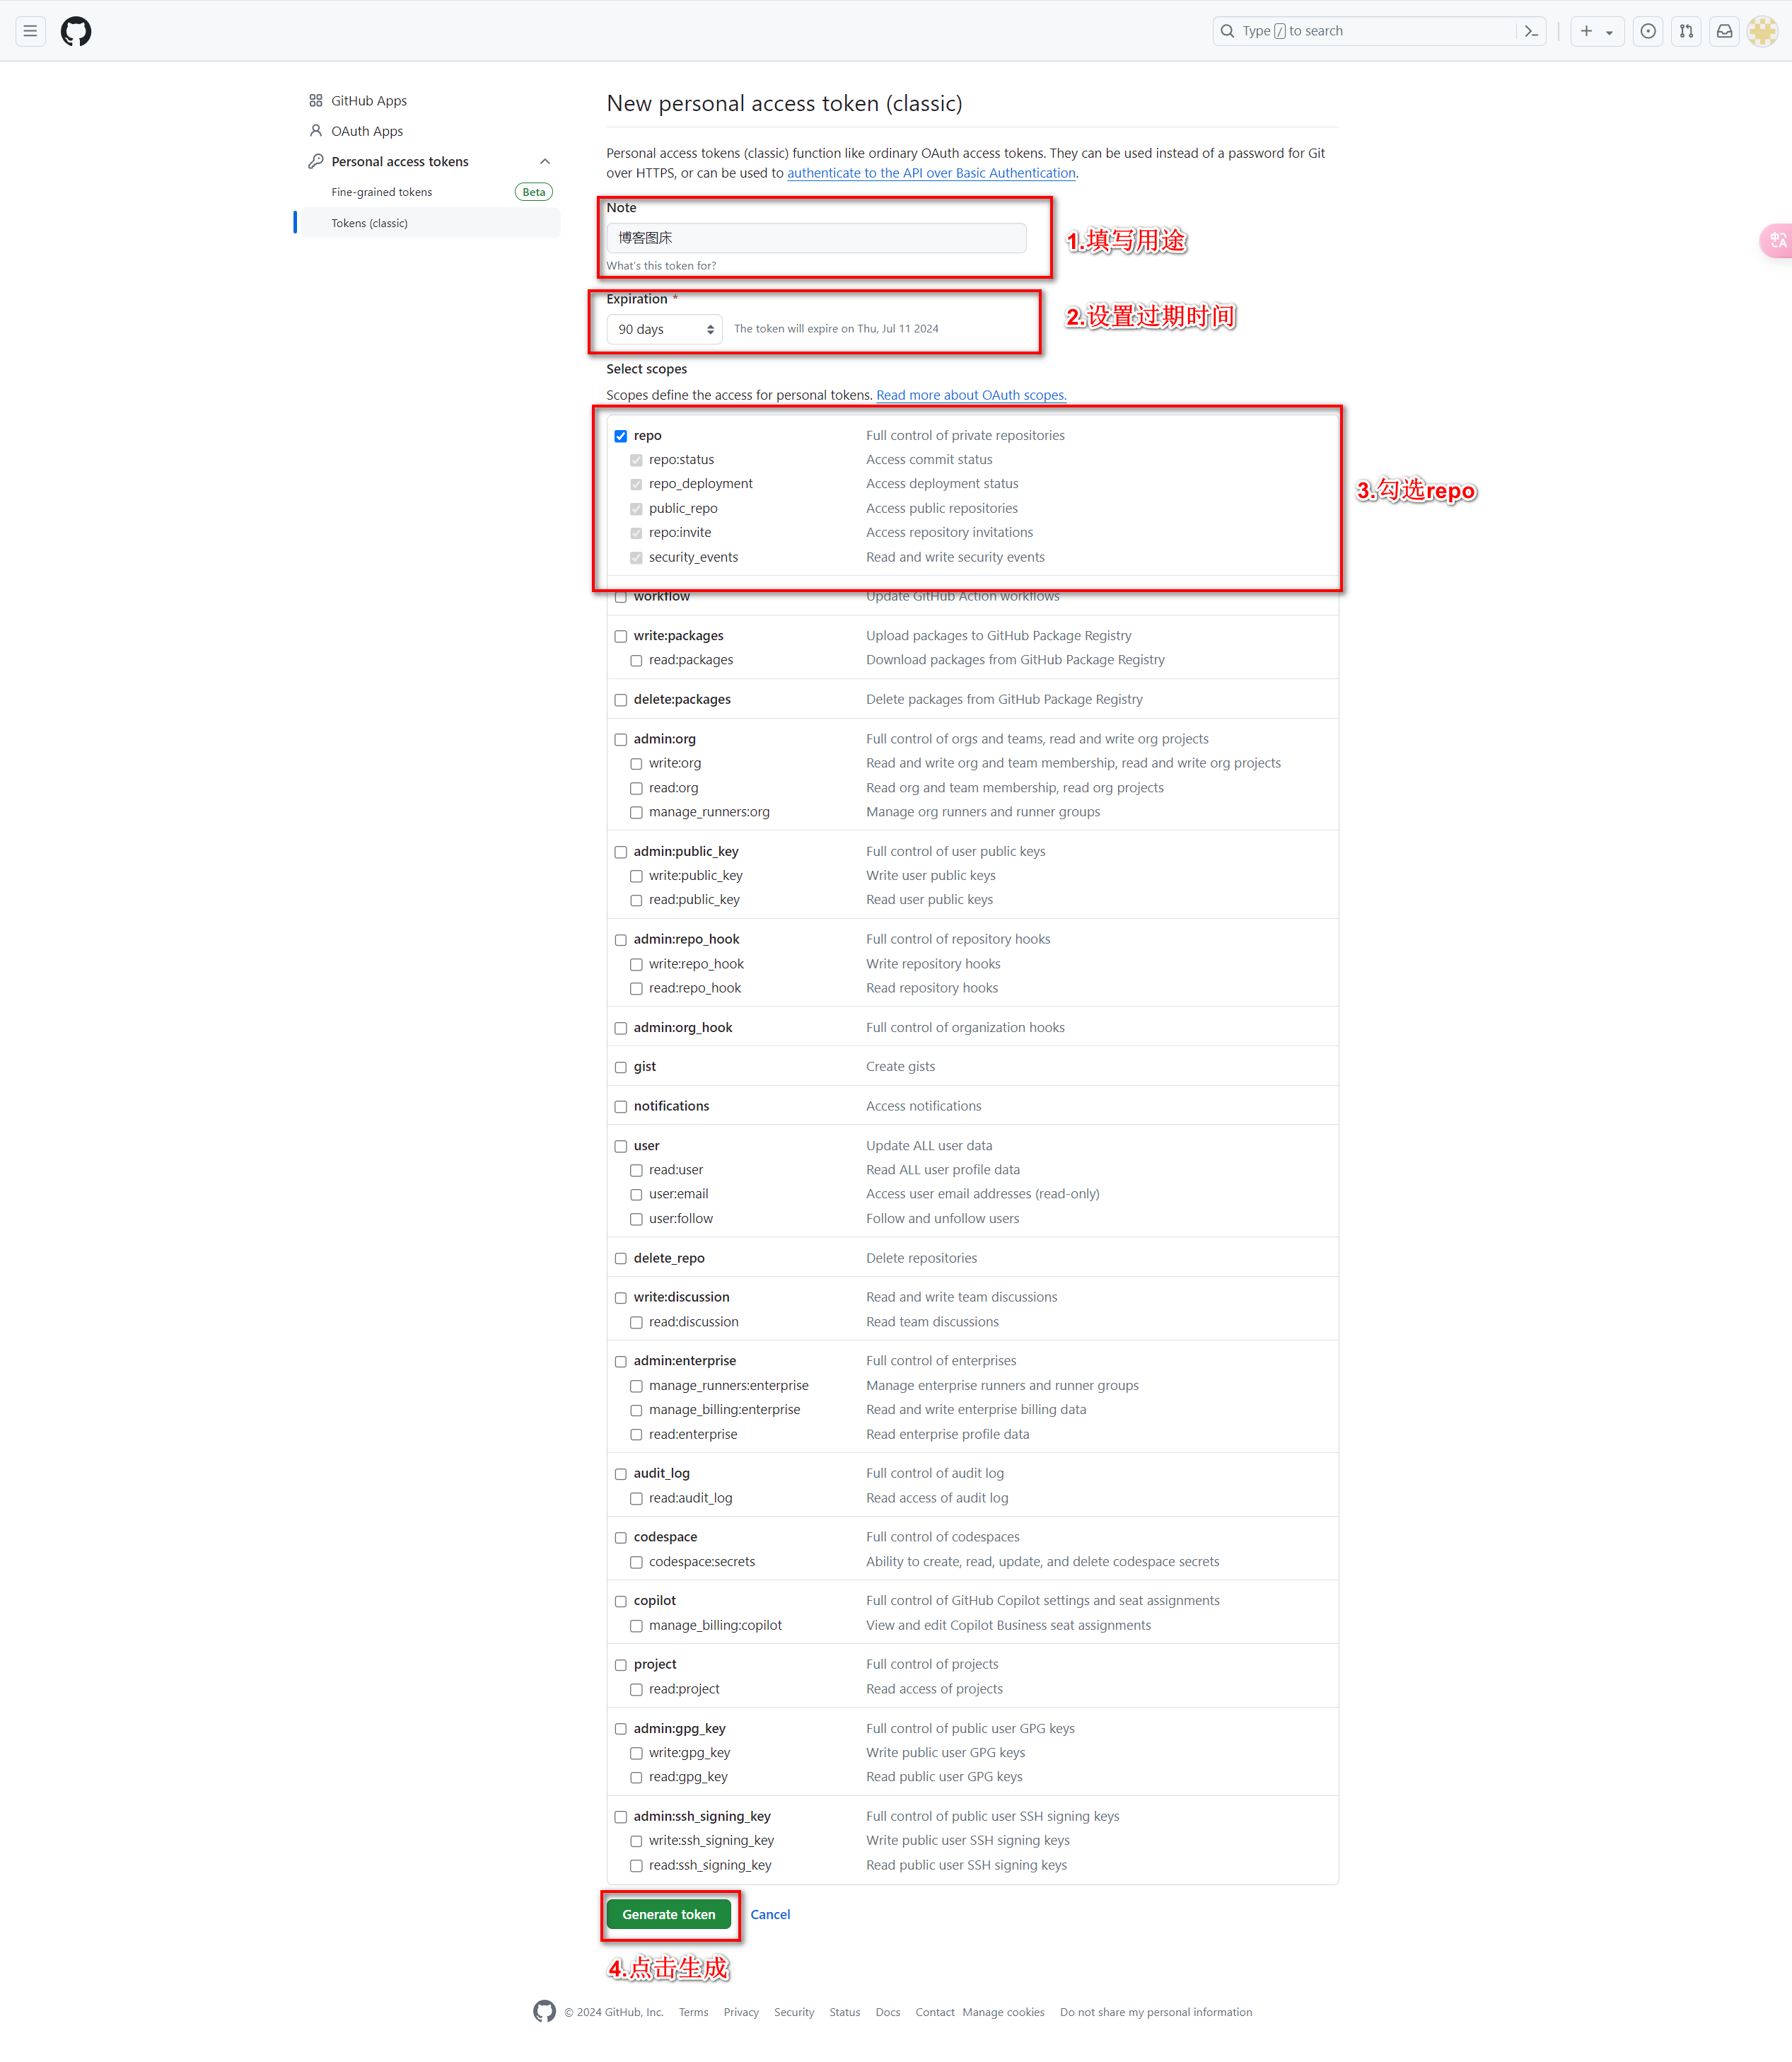 Type / to search
GitHub Apps
OAuth Apps
Personal access tokens
Fine-grained tokens Beta
Tokens (classic)
New personal access token (classic)
Personal access tokens (classic) function like ordinary OAuth access tokens. They can be used instead of a password for Git
over HTTPS, or can be used to authenticate to the API over Basic Authentication.
Note
博客图床
What's this token for?
1.填写用途
Expiration *
90 days The token will expire on Thu, Jul 11 2024
2.设置过期时间
Select scopes
Scopes define the access for personal tokens. Read more about OAuth scopes.
repo Full control of private repositories
repo:status Access commit status
repo_deployment Access deployment status
public_repo Access public repositories
repo:invite Access repository invitations
security_events Read and write security events
3.勾选repo
workflow Update GitHub Action workflows
write:packages Upload packages to GitHub Package Registry
read:packages Download packages from GitHub Package Registry
delete:packages Delete packages from GitHub Package Registry
admin:org Full control of orgs and teams, read and write org projects
write:org Read and write org and team membership, read and write org projects
read:org Read org and team membership, read org projects
manage_runners:org Manage org runners and runner groups
admin:public_key Full control of user public keys
write:public_key Write user public keys
read:public_key Read user public keys
admin:repo_hook Full control of repository hooks
write:repo_hook Write repository hooks
read:repo_hook Read repository hooks
admin:org_hook Full control of organization hooks
gist Create gists
notifications Access notifications
user Update ALL user data
read:user Read ALL user profile data
user:email Access user email addresses (read-only)
user:follow Follow and unfollow users
delete_repo Delete repositories
write:discussion Read and write team discussions
read:discussion Read team discussions
admin:enterprise Full control of enterprises
manage_runners:enterprise Manage enterprise runners and runner groups
manage_billing:enterprise Read and write enterprise billing data
read:enterprise Read enterprise profile data
audit_log Full control of audit log
read:audit_log Read access of audit log
codespace Full control of codespaces
codespace:secrets Ability to create, read, update, and delete codespace secrets
copilot Full control of GitHub Copilot settings and seat assignments
manage_billing:copilot View and edit Copilot Business seat assignments
project Full control of projects
read:project Read access of projects
admin:gpg_key Full control of public user GPG keys
write:gpg_key Write public user GPG keys
read:gpg_key Read public user GPG keys
admin:ssh_signing_key Full control of public user SSH signing keys
write:ssh_signing_key Write public user SSH signing keys
read:ssh_signing_key Read public user SSH signing keys
Generate token Cancel
4.点击生成
© 2024 GitHub, Inc. Terms Privacy Security Status Docs Contact Manage cookies Do not share my personal information